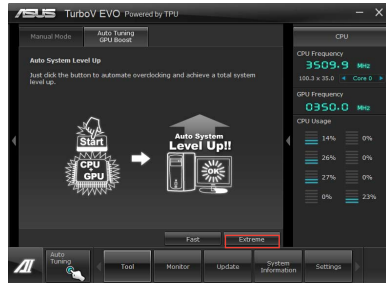 ASUS TurboV EVO Powered by TPU
Manual Mode
Auto Tuning
GPU Boost
Auto System Level Up
Just click the button to automate overclocking and achieve a total system
level up.
Start
CPU
GPU
Auto System
Level Up!!
OK
Fast
Extreme
CPU
CPU Frequency
3509.9 MHz
100.3 x 35.0
Core 0
GPU Frequency
0350.0 MHz
CPU Usage
14% 0%
26% 0%
27% 0%
0% 23%
AI
Auto
Tuning
Tool
Monitor
Update
System
Information
Settings